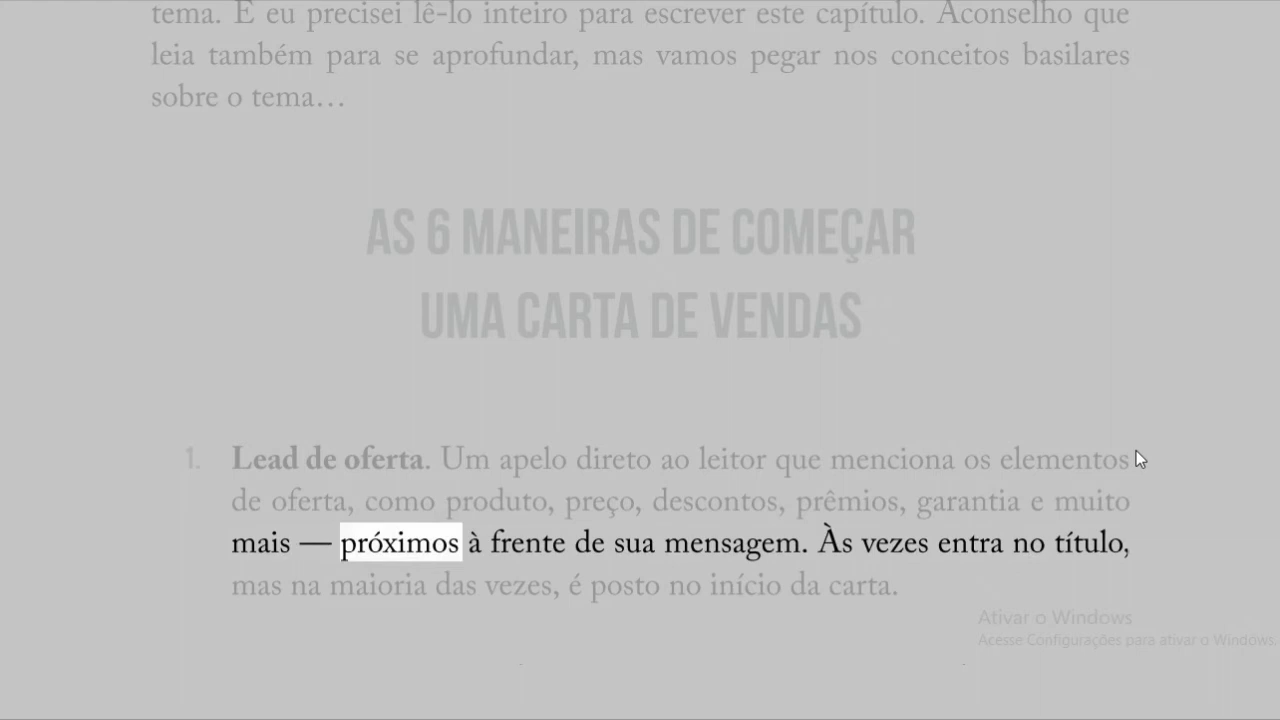 tema. E eu precisei lê-lo inteiro para escrever este capítulo. Aconselho que
leia também para se aprofundar, mas vamos pegar nos conceitos basilares
sobre o tema…
AS 6 MANEIRAS DE COMEÇAR
UMA CARTA DE VENDAS
1. Lead de oferta. Um apelo direto ao leitor que menciona os elementos
de oferta, como produto, preço, descontos, prêmios, garantia e muito
mais — próximos à frente de sua mensagem. Às vezes entra no título,
mas na maioria das vezes, é posto no início da carta.
Ativar o Windows
Acesse Configurações para ativar o Windows.